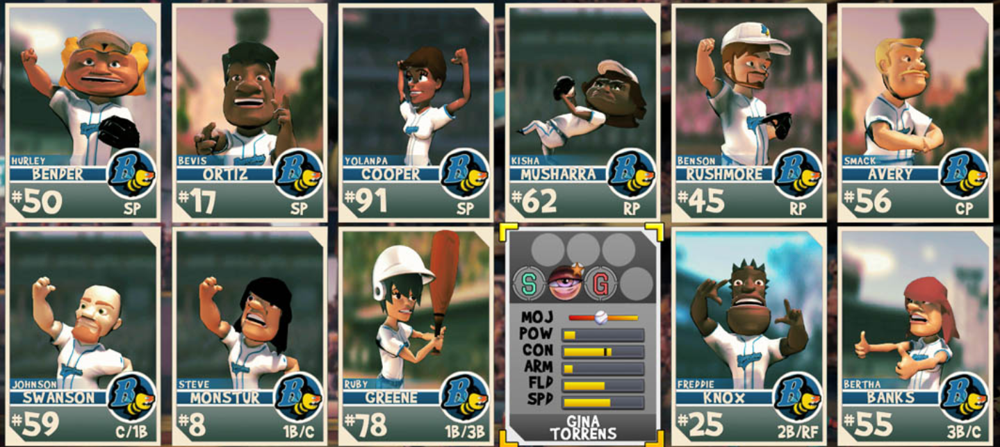 HURLEY
BENDER
#50 SP
BEVIS
ORTIZ
#17 SP
YOLANDA
COOPER
#91 SP
KISHA
MUSHARRA
#62 RP
BENSON
RUSHMORE
#45 RP
SMACK
AVERY
#56 CP
JOHNSON
SWANSON
#59 C/1B
STEVE
MONSTUR
#8 1B/C
RUBY
GREENE
#78 1B/3B
S G
MOJ
POW
CON
ARM
FLD
SPD
GINA
TORRENS
FREDDIE
KNOX
#25 2B/RF
BERTHA
BANKS
#55 3B/C